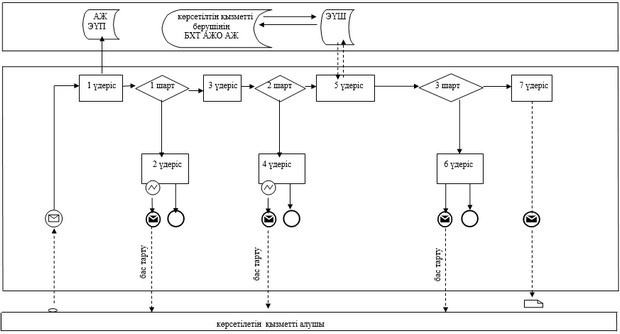 АЖ
ЭҮП
көрсетілтін қызметті
берушінің
БХТ АЖО АЖ
ЭҮШ
1 үдеріс
1 шарт
3 үдеріс
2 шарт
5 үдеріс
3 шарт
7 үдеріс
2 үдеріс
4 үдеріс
6 үдеріс
бас тарту
бас тарту
бас тарту
көрсетілетін қызметті алушы